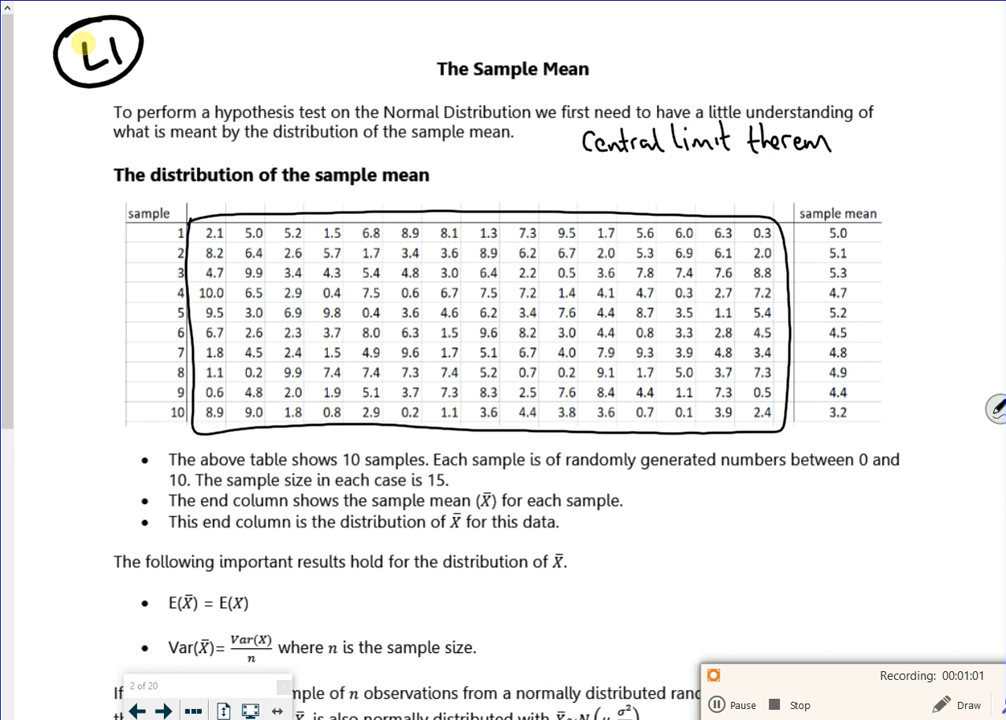 L1
The Sample Mean
To perform a hypothesis test on the Normal Distribution we first need to have a little understanding of
what is meant by the distribution of the sample mean.
Central limit therem
The distribution of the sample mean
sample sample mean
1 2.1 5.0 5.2 1.5 6.8 8.9 8.1 1.3 7.3 9.5 1.7 5.6 6.0 6.3 0.3 5.0
2 8.2 6.4 2.6 5.7 1.7 3.4 3.6 8.9 6.2 6.7 2.0 5.3 6.9 6.1 2.0 5.1
3 4.7 9.9 3.4 4.3 5.4 4.8 3.0 6.4 2.2 0.5 3.6 7.8 7.4 7.6 8.8 5.3
4 10.0 6.5 2.9 0.4 7.5 0.6 6.7 7.5 7.2 1.4 4.1 4.7 0.3 2.7 7.2 4.7
5 9.5 3.0 6.9 9.8 0.4 3.6 4.6 6.2 3.4 7.6 4.4 8.7 3.5 1.1 5.4 5.2
6 6.7 2.6 2.3 3.7 8.0 6.3 1.5 9.6 8.2 3.0 4.4 0.8 3.3 2.8 4.5 4.5
7 1.8 4.5 2.4 1.5 4.9 9.6 1.7 5.1 6.7 4.0 7.9 9.3 3.9 4.8 3.4 4.8
8 1.1 0.2 9.9 7.4 7.4 7.3 7.4 5.2 0.7 0.2 9.1 1.7 5.0 3.7 7.3 4.9
9 0.6 4.8 2.0 1.9 5.1 3.7 7.3 8.3 2.5 7.6 8.4 4.4 1.1 7.3 0.5 4.4
10 8.9 9.0 1.8 0.8 2.9 0.2 1.1 3.6 4.4 3.8 3.6 0.7 0.1 3.9 2.4 3.2
• The above table shows 10 samples. Each sample is of randomly generated numbers between 0 and
10. The sample size in each case is 15.
• The end column shows the sample mean (X̄) for each sample.
• This end column is the distribution of X̄ for this data.
The following important results hold for the distribution of X̄.
• E(X̄) = E(X)
• Var(X̄)= Var(X)/n where n is the sample size.
If mple of n observations from a normally distributed ranc
X̄ is also normally distributed with X̄~N(μ, σ²
2 of 20
Recording: 00:01:01
Pause Stop Draw